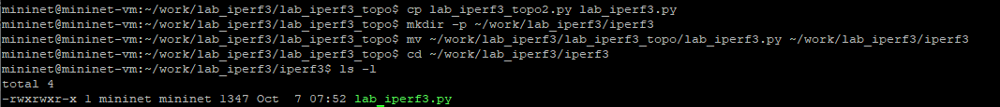 mininet@mininet-vm:~/work/lab_iperf3/lab_iperf3_topo$ cp lab_iperf3_topo2.py lab_iperf3.py
mininet@mininet-vm:~/work/lab_iperf3/lab_iperf3_topo$ mkdir -p ~/work/lab_iperf3/iperf3
mininet@mininet-vm:~/work/lab_iperf3/lab_iperf3_topo$ mv ~/work/lab_iperf3/lab_iperf3_topo/lab_iperf3.py ~/work/lab_iperf3/iperf3
mininet@mininet-vm:~/work/lab_iperf3/lab_iperf3_topo$ cd ~/work/lab_iperf3/iperf3
mininet@mininet-vm:~/work/lab_iperf3/iperf3$ ls -l
total 4
-rwxrwxr-x 1 mininet mininet 1347 Oct  7 07:52 lab_iperf3.py